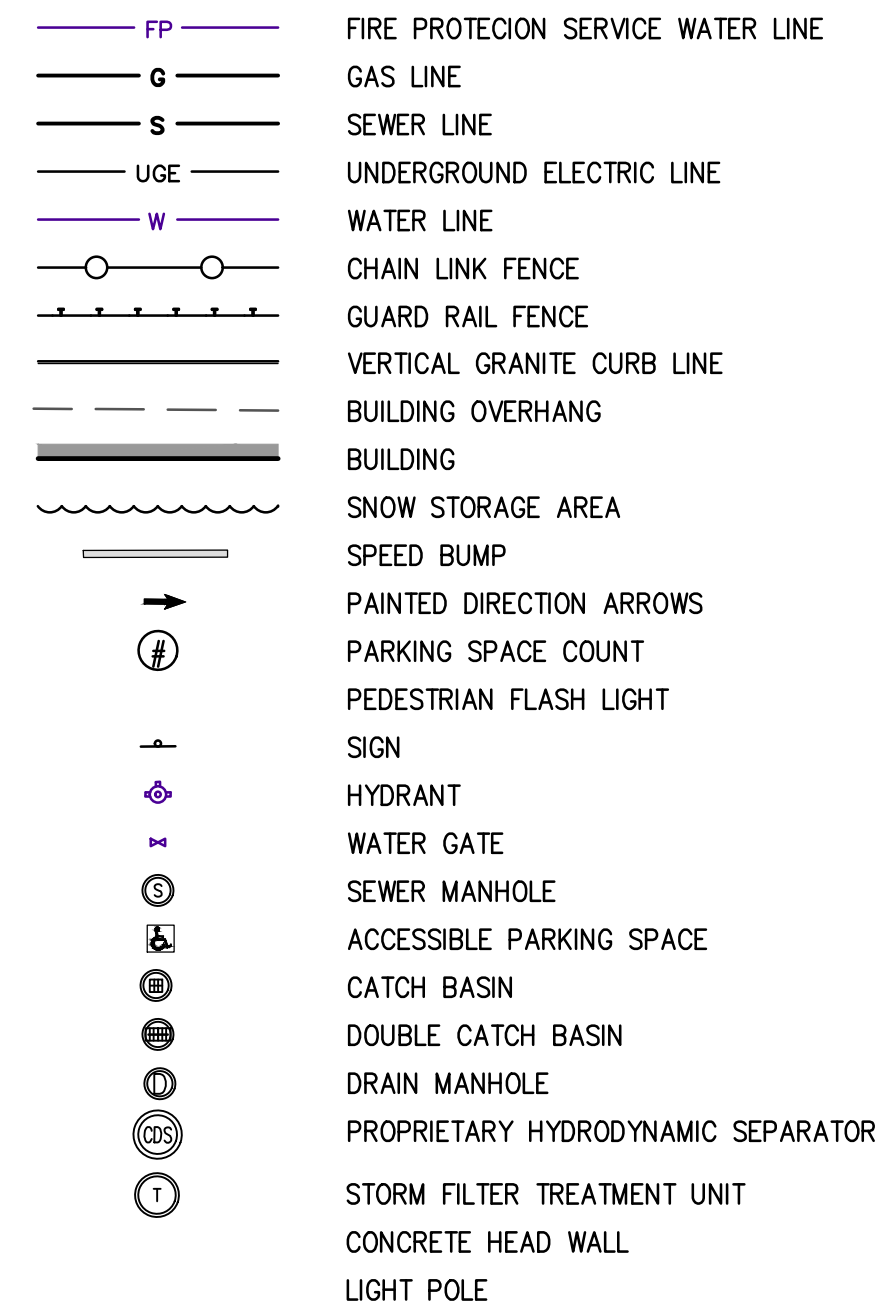 FP FIRE PROTECION SERVICE WATER LINE
G GAS LINE
S SEWER LINE
UGE UNDERGROUND ELECTRIC LINE
W WATER LINE
CHAIN LINK FENCE
GUARD RAIL FENCE
VERTICAL GRANITE CURB LINE
BUILDING OVERHANG
BUILDING
SNOW STORAGE AREA
SPEED BUMP
PAINTED DIRECTION ARROWS
# PARKING SPACE COUNT
PEDESTRIAN FLASH LIGHT
SIGN
HYDRANT
WATER GATE
S SEWER MANHOLE
ACCESSIBLE PARKING SPACE
CATCH BASIN
DOUBLE CATCH BASIN
D DRAIN MANHOLE
CDS PROPRIETARY HYDRODYNAMIC SEPARATOR
T STORM FILTER TREATMENT UNIT
CONCRETE HEAD WALL
LIGHT POLE